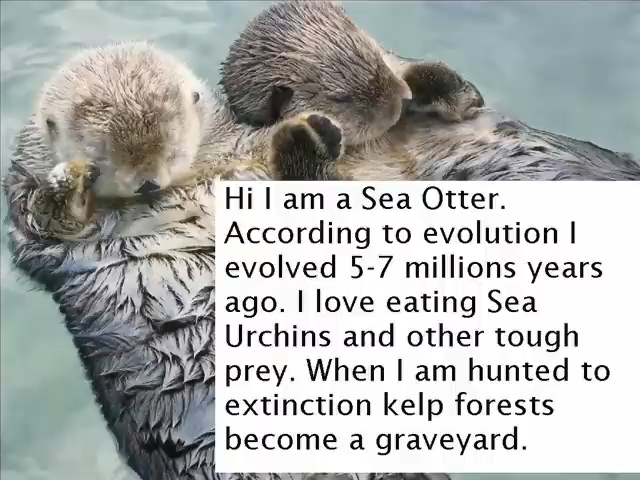 Hi I am a Sea Otter.
According to evolution I
evolved 5-7 millions years
ago. I love eating Sea
Urchins and other tough
prey. When I am hunted to
extinction kelp forests
become a graveyard.